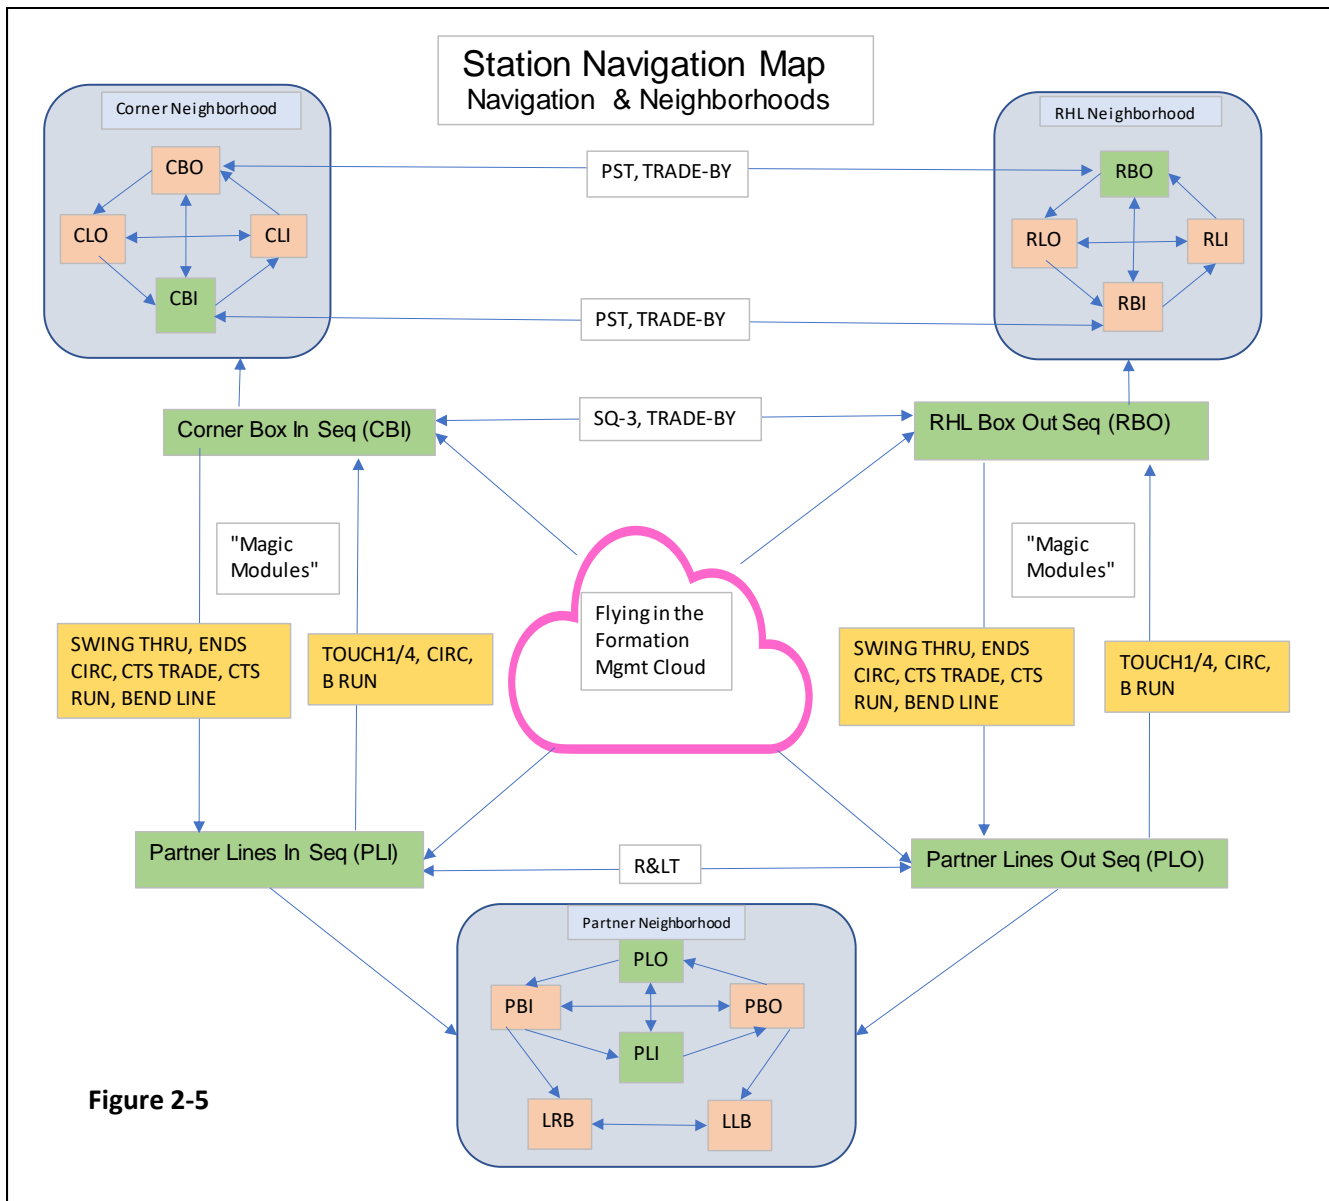 Station Navigation Map
Navigation & Neighborhoods
Corner Neighborhood
CBO
CLO
CLI
CBI
RHL Neighborhood
RBO
RLO
RLI
RBI
PST, TRADE-BY
PST, TRADE-BY
SQ-3, TRADE-BY
Corner Box In Seq (CBI)
RHL Box Out Seq (RBO)
"Magic
Modules"
"Magic
Modules"
Flying in the
Formation
Mgmt Cloud
SWING THRU, ENDS
CIRC, CTS TRADE, CTS
RUN, BEND LINE
TOUCH1/4, CIRC,
B RUN
SWING THRU, ENDS
CIRC, CTS TRADE, CTS
RUN, BEND LINE
TOUCH1/4, CIRC,
B RUN
Partner Lines In Seq (PLI)
Partner Lines Out Seq (PLO)
R&LT
Partner Neighborhood
PLO
PBI
PBO
PLI
LRB
LLB
Figure 2-5